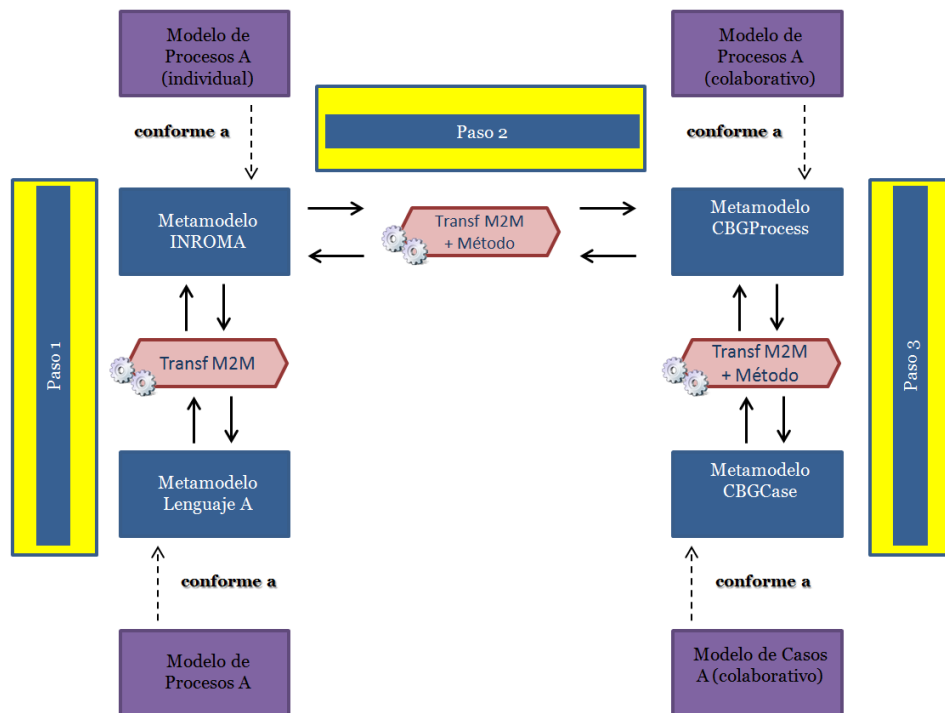 Modelo de
Procesos A
(individual)
Modelo de
Procesos A
(colaborativo)
conforme a
Paso 2
conforme a
Metamodelo
INROMA
Transf M2M
+ Método
Metamodelo
CBGProcess
Paso 1
Transf M2M
Transf M2M
+ Método
Paso 3
Metamodelo
Lenguaje A
Metamodelo
CBGCase
conforme a
conforme a
Modelo de
Procesos A
Modelo de Casos
A (colaborativo)